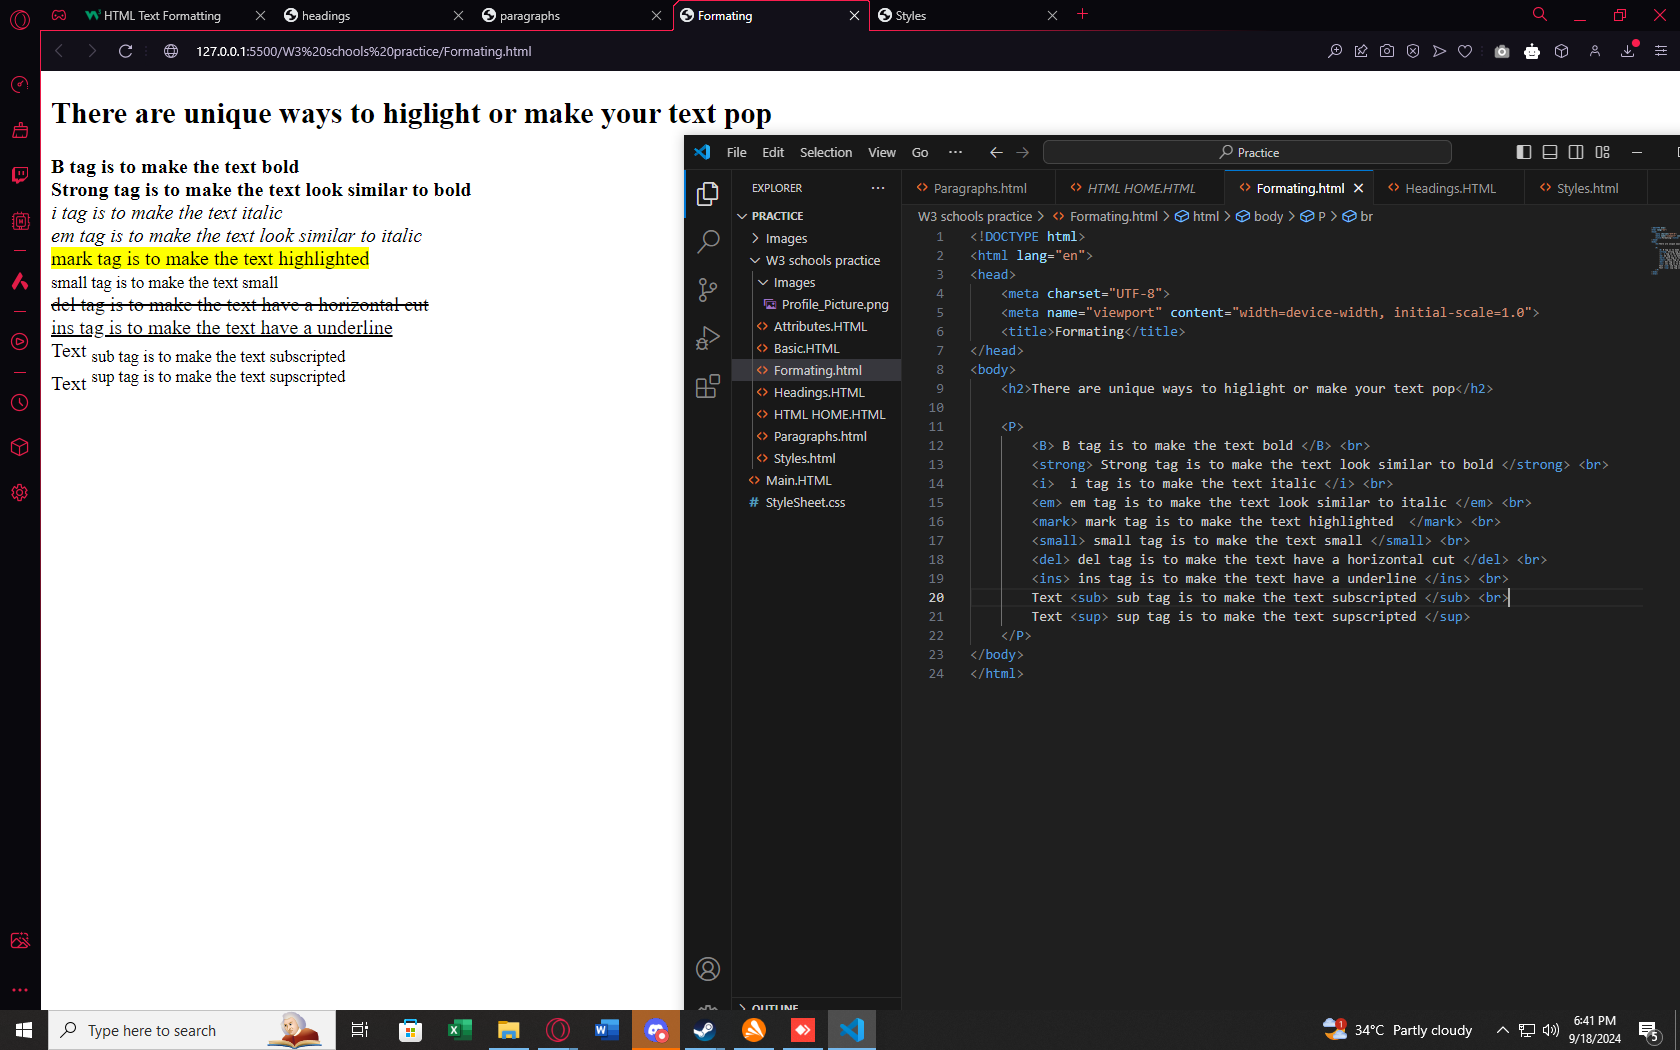 HTML Text Formatting
headings
paragraphs
Formating
Styles
127.0.0.1:5500/W3%20schools%20practice/Formating.html
There are unique ways to higlight or make your text pop
B tag is to make the text bold
Strong tag is to make the text look similar to bold
i tag is to make the text italic
em tag is to make the text look similar to italic
mark tag is to make the text highlighted
small tag is to make the text small
del tag is to make the text have a horizontal cut
ins tag is to make the text have a underline
Text sub tag is to make the text subscripted
Text sup tag is to make the text supscripted
File Edit Selection View Go ··· Practice
EXPLORER ···
PRACTICE
Images
W3 schools practice
Images
Profile_Picture.png
Attributes.HTML
Basic.HTML
Formating.html
Headings.HTML
HTML HOME.HTML
Paragraphs.html
Styles.html
Main.HTML
# StyleSheet.css
OUTLINE
Paragraphs.html HTML HOME.HTML Formating.html Headings.HTML Styles.html
W3 schools practice > Formating.html > html > body > P > br
1 <!DOCTYPE html>
2 <html lang="en">
3 <head>
4 <meta charset="UTF-8">
5 <meta name="viewport" content="width=device-width, initial-scale=1.0">
6 <title>Formating</title>
7 </head>
8 <body>
9 <h2>There are unique ways to higlight or make your text pop</h2>
10
11 <P>
12 <B> B tag is to make the text bold </B> <br>
13 <strong> Strong tag is to make the text look similar to bold </strong> <br>
14 <i>  i tag is to make the text italic </i> <br>
15 <em> em tag is to make the text look similar to italic </em> <br>
16 <mark> mark tag is to make the text highlighted  </mark> <br>
17 <small> small tag is to make the text small </small> <br>
18 <del> del tag is to make the text have a horizontal cut </del> <br>
19 <ins> ins tag is to make the text have a underline </ins> <br>
20 Text <sub> sub tag is to make the text subscripted </sub> <br>
21 Text <sup> sup tag is to make the text supscripted </sup>
22 </P>
23 </body>
24 </html>
Type here to search
1
34°C Partly cloudy
6:41 PM
9/18/2024
5